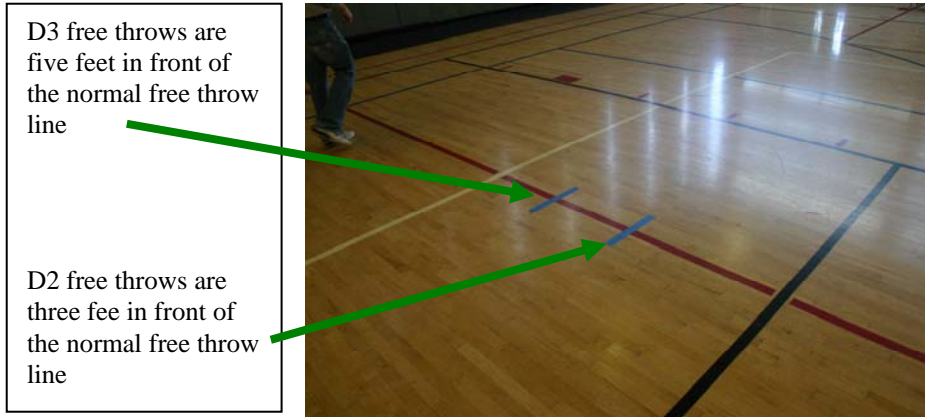 D3 free throws are
five feet in front of
the normal free throw
line
D2 free throws are
three fee in front of
the normal free throw
line